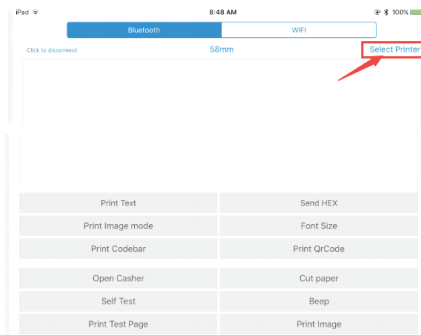 iPad 8:48 AM 100%
Bluetooth WIFI
Click to disconnect 58mm Select Printer
Print Text Send HEX
Print Image mode Font Size
Print Codebar Print QrCode
Open Casher Cut paper
Self Test Beep
Print Test Page Print Image